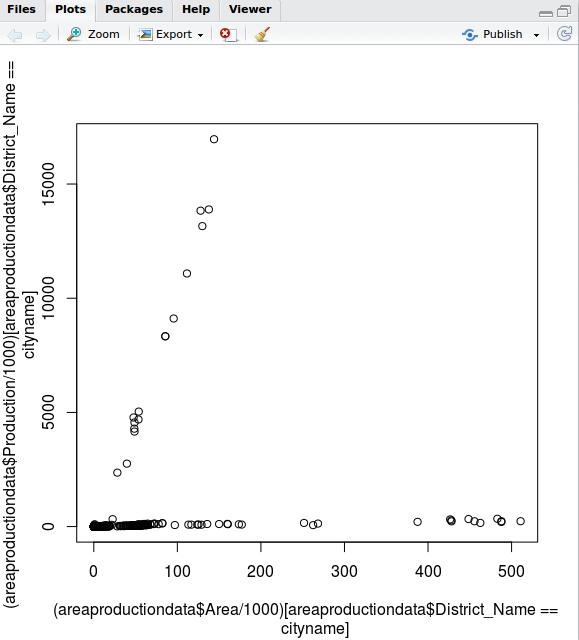 Files Plots Packages Help Viewer
Zoom Export Publish
(areaproductiondata$Production/1000)[areaproductiondata$District_Name ==
cityname]
15000
10000
5000
0
0 100 200 300 400 500
(areaproductiondata$Area/1000)[areaproductiondata$District_Name ==
cityname]